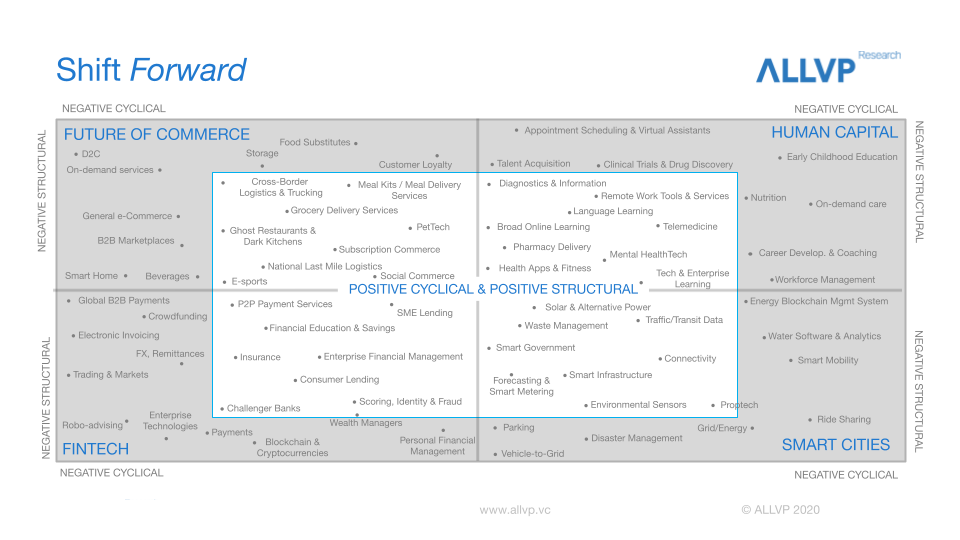 Shift Forward
ALLVP Research
NEGATIVE CYCLICAL
NEGATIVE CYCLICAL
NEGATIVE STRUCTURAL
NEGATIVE STRUCTURAL
FUTURE OF COMMERCE
D2C
On-demand services
Storage
Food Substitutes
Customer Loyalty
General e-Commerce
B2B Marketplaces
Smart Home
Beverages
Cross-Border
Logistics & Trucking
Meal Kits / Meal Delivery
Services
Grocery Delivery Services
Ghost Restaurants &
Dark Kitchens
PetTech
Subscription Commerce
National Last Mile Logistics
E-sports
Social Commerce
HUMAN CAPITAL
Appointment Scheduling & Virtual Assistants
Talent Acquisition
Clinical Trials & Drug Discovery
Early Childhood Education
Diagnostics & Information
Remote Work Tools & Services
Language Learning
Broad Online Learning
Telemedicine
Pharmacy Delivery
Mental HealthTech
Health Apps & Fitness
Tech & Enterprise
Learning
Nutrition
On-demand care
Career Develop. & Coaching
Workforce Management
POSITIVE CYCLICAL & POSITIVE STRUCTURAL
Global B2B Payments
Crowdfunding
Electronic Invoicing
FX, Remittances
Trading & Markets
P2P Payment Services
SME Lending
Financial Education & Savings
Insurance
Enterprise Financial Management
Consumer Lending
Challenger Banks
Scoring, Identity & Fraud
Wealth Managers
Robo-advising
Enterprise
Technologies
Payments
Blockchain &
Cryptocurrencies
Personal Financial
Management
FINTECH
Solar & Alternative Power
Waste Management
Traffic/Transit Data
Smart Government
Connectivity
Forecasting &
Smart Metering
Smart Infrastructure
Environmental Sensors
Proptech
Energy Blockchain Mgmt System
Water Software & Analytics
Smart Mobility
Ride Sharing
Parking
Grid/Energy
Disaster Management
Vehicle-to-Grid
SMART CITIES
NEGATIVE STRUCTURAL
NEGATIVE STRUCTURAL
NEGATIVE CYCLICAL
NEGATIVE CYCLICAL
www.allvp.vc
© ALLVP 2020